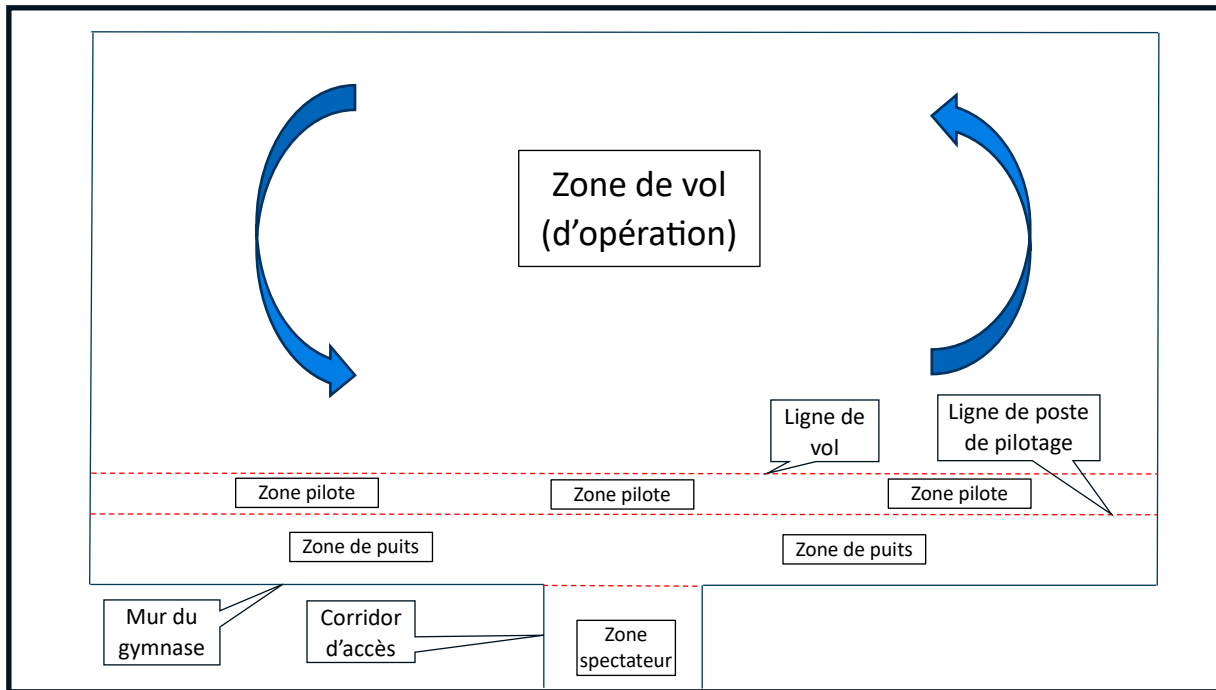 Zone de vol
(d’opération)
Ligne de
vol
Ligne de poste
de pilotage
Zone pilote
Zone pilote
Zone pilote
Zone de puits
Zone de puits
Mur du
gymnase
Corridor
d’accès
Zone
spectateur